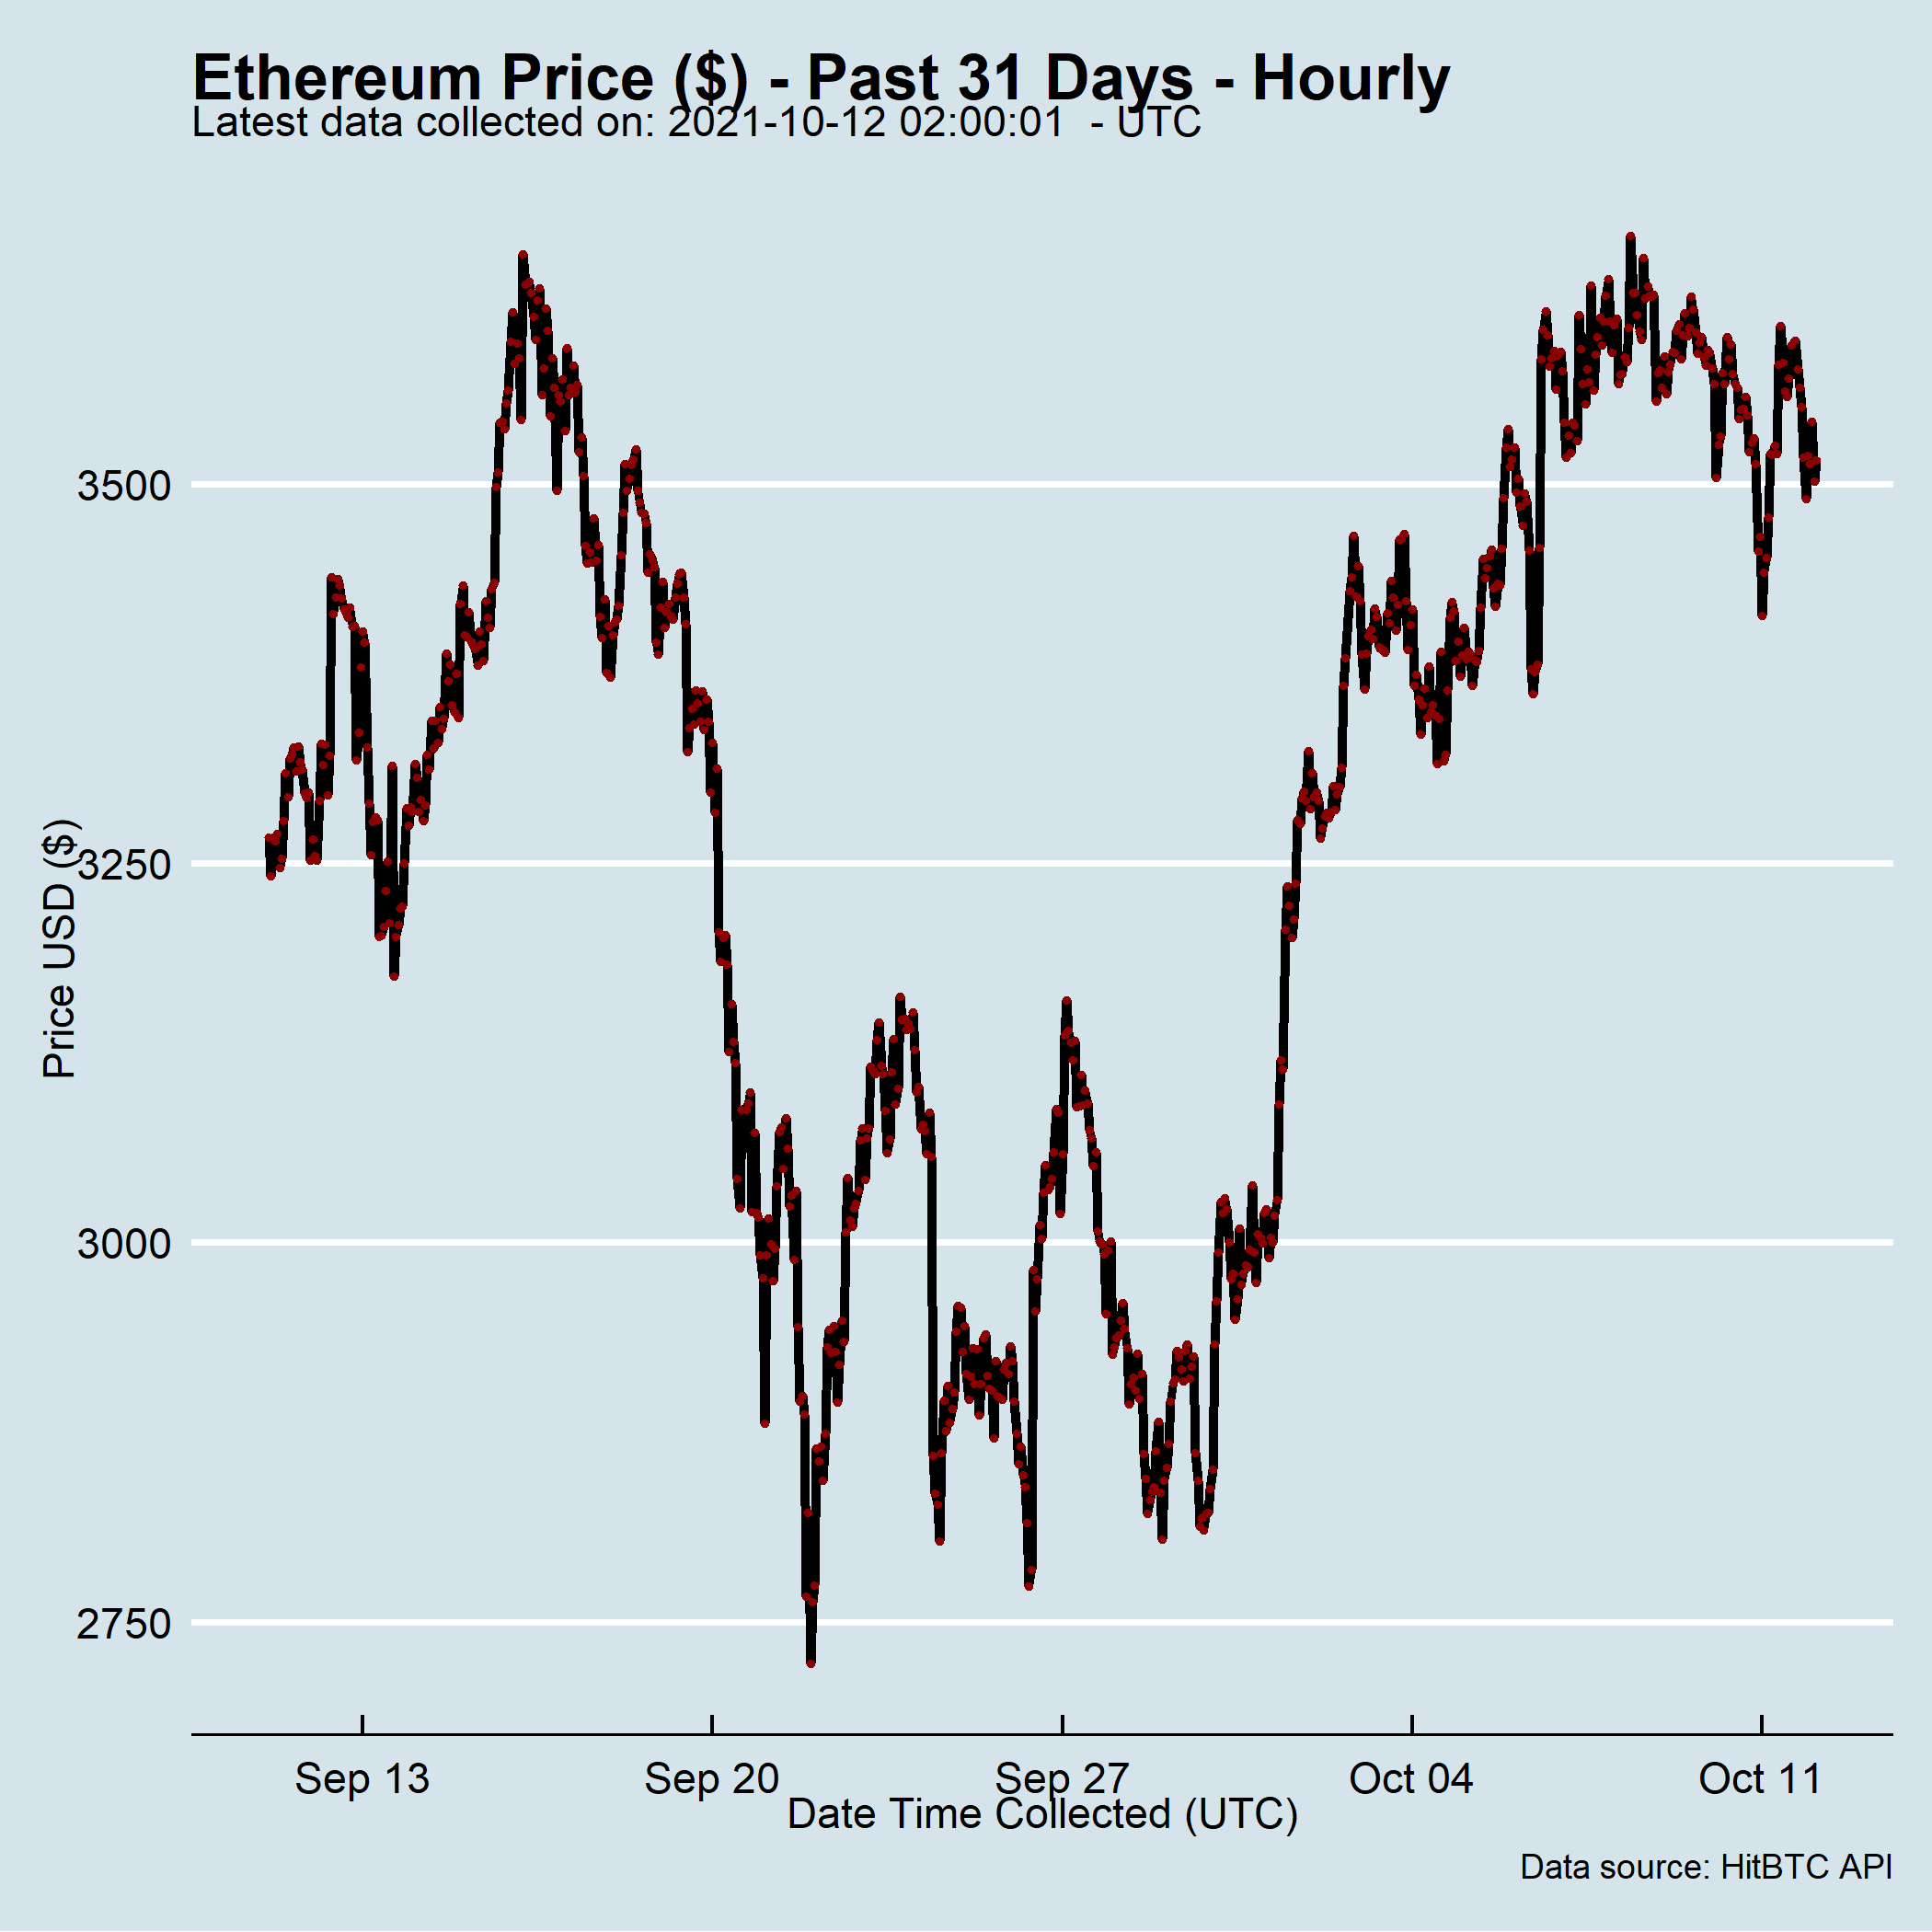 Ethereum Price ($) - Past 31 Days - Hourly
Latest data collected on: 2021-10-12 02:00:01  - UTC
Price USD ($)
3500
3250
3000
2750
Sep 13
Sep 20
Sep 27
Oct 04
Oct 11
Date Time Collected (UTC)
Data source: HitBTC API